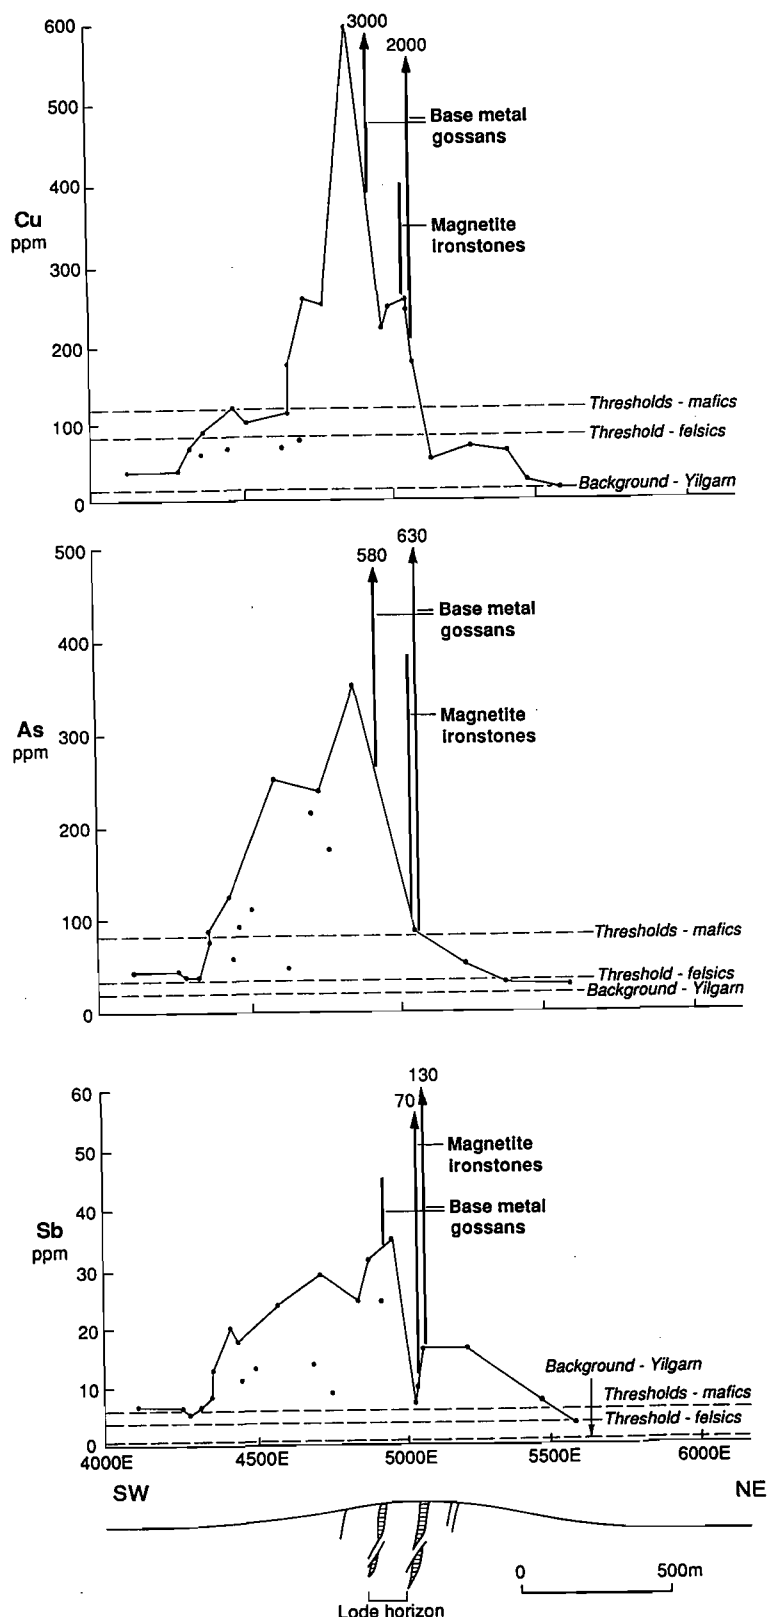 600
3000
2000
500
Base metal
gossans
400
Cu
ppm
Magnetite
ironstones
300
200
Thresholds - mafics
100
Threshold - felsics
Background - Yilgarn
0
500
630
580
Base metal
gossans
400
As
ppm
Magnetite
ironstones
300
200
100
Thresholds - mafics
Threshold - felsics
Background - Yilgarn
0
130
60
70
Magnetite
ironstones
50
40
Base metal
gossans
Sb
ppm
30
20
Background - Yilgarn
Thresholds - mafics
10
Threshold - felsics
0
4000E 4500E 5000E 5500E 6000E
SW NE
0 500m
Lode horizon